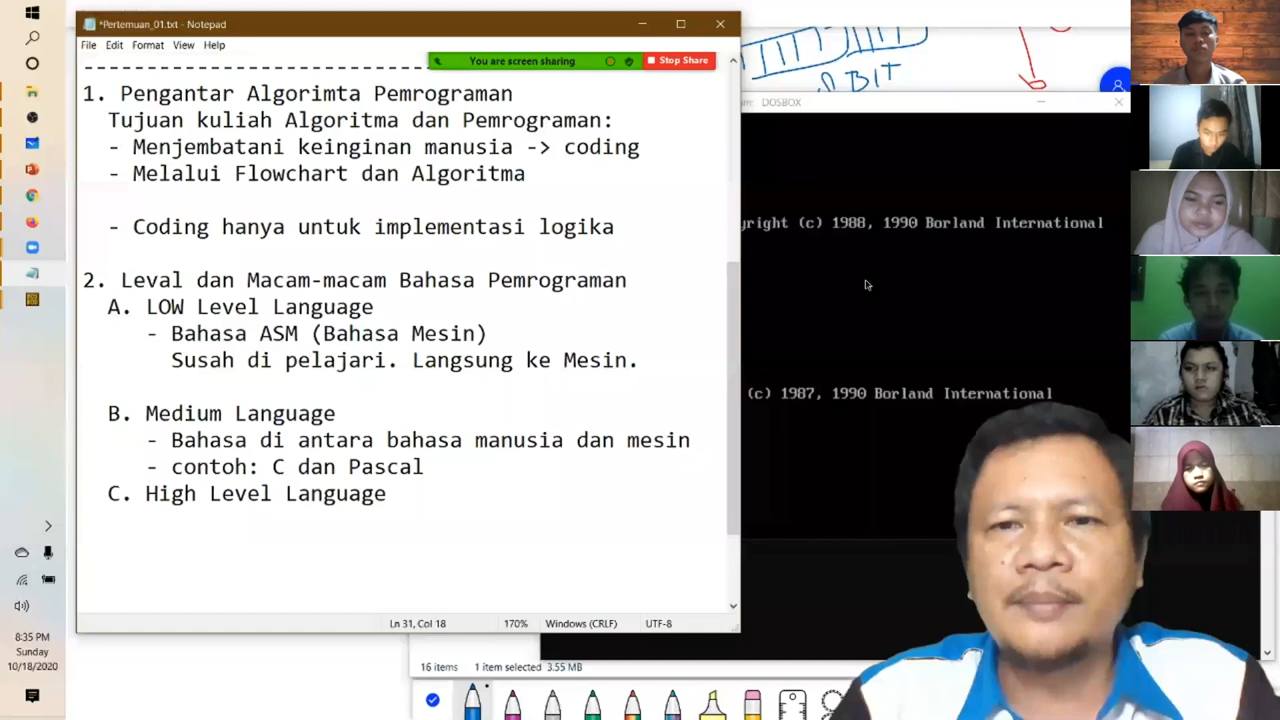 *Pertemuan_01.txt - Notepad
File Edit Format View Help
You are screen sharing
Stop Share
--------------------------------
1. Pengantar Algorimta Pemrograman
Tujuan kuliah Algoritma dan Pemrograman:
- Menjembatani keinginan manusia -> coding
- Melalui Flowchart dan Algoritma
- Coding hanya untuk implementasi logika
2. Leval dan Macam-macam Bahasa Pemrograman
A. LOW Level Language
- Bahasa ASM (Bahasa Mesin)
Susah di pelajari. Langsung ke Mesin.
B. Medium Language
- Bahasa di antara bahasa manusia dan mesin
- contoh: C dan Pascal
C. High Level Language
Ln 31, Col 18
170%
Windows (CRLF)
UTF-8
8 BIT
DOSBOX
(c) 1988, 1990 Borland International
(c) 1987, 1990 Borland International
16 items
1 item selected 3.55 MB
8:35 PM
Sunday
10/18/2020